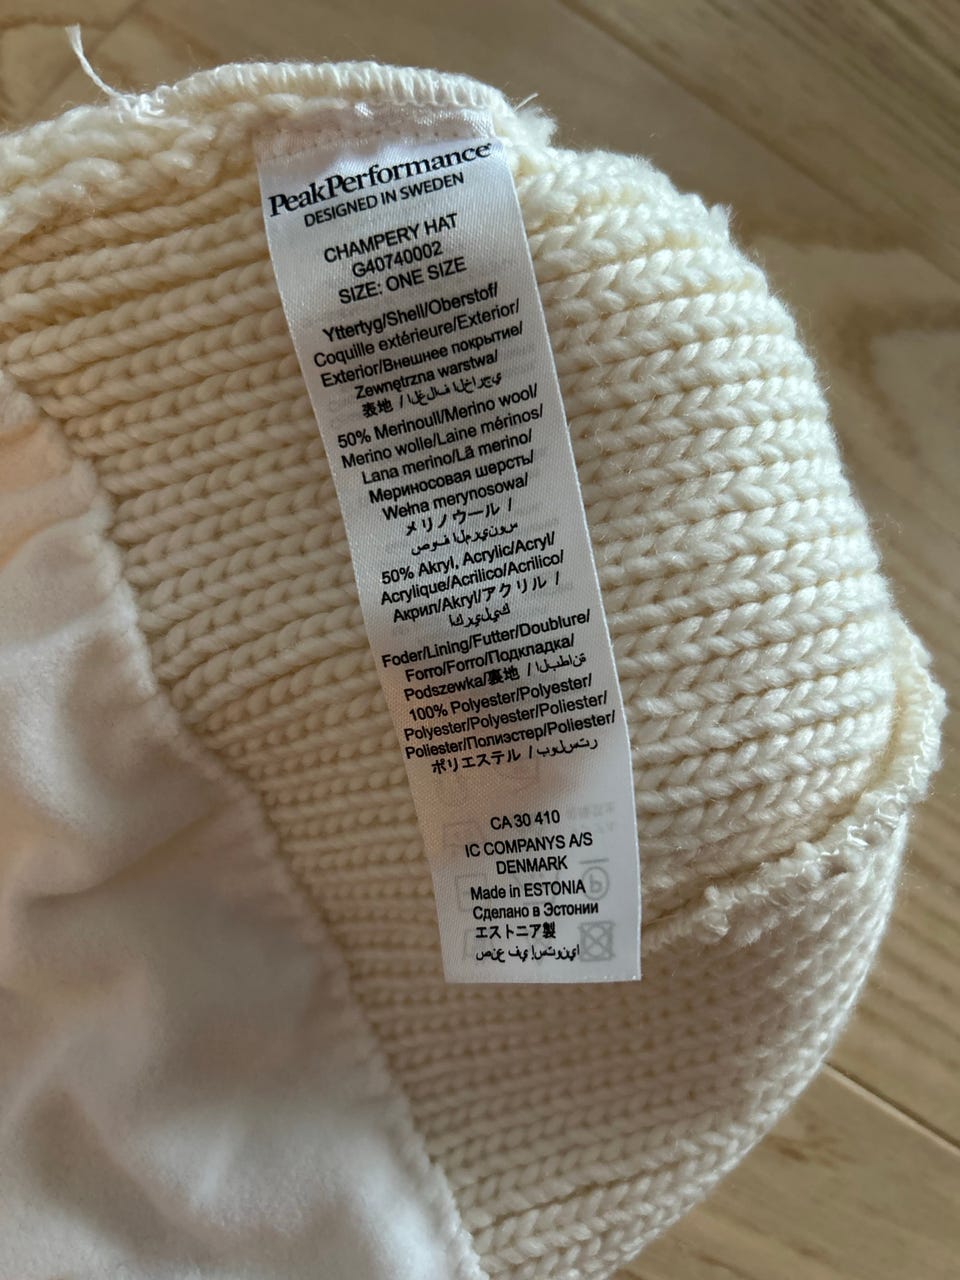 PeakPerformance
DESIGNED IN SWEDEN
CHAMPERY HAT
G40740002
SIZE: ONE SIZE
Yttertyg/Shell/Oberstof/
Coquille extérieure/Exterior/
Exterior/Внешнее покрытие/
Zewnętrzna warstwa/
表地 / الغلاف الخارجي
50% Merinoull/Merino wool/
Merino wolle/Laine mérinos/
Lana merino/Lã merino/
Мериносовая шерсть/
Wełna merynosowa/
メリノウール /
صوف المرينوس
50% Akryl, Acrylic/Acryl/
Acrylique/Acrilico/Acrílico/
Акрил/Akryl/アクリル /
اكريليك
Foder/Lining/Futter/Doublure/
Forro/Forro/Подкладка/
Podszewka/裏地 / البطانة
100% Polyester/Polyester/
Polyester/Polyester/Poliester/
Poliester/Полиэстер/Poliester/
ポリエステル / بولستر
CA 30 410
IC COMPANYS A/S
DENMARK
Made in ESTONIA
Сделано в Эстонии
エストニア製
صنع في إستونيا